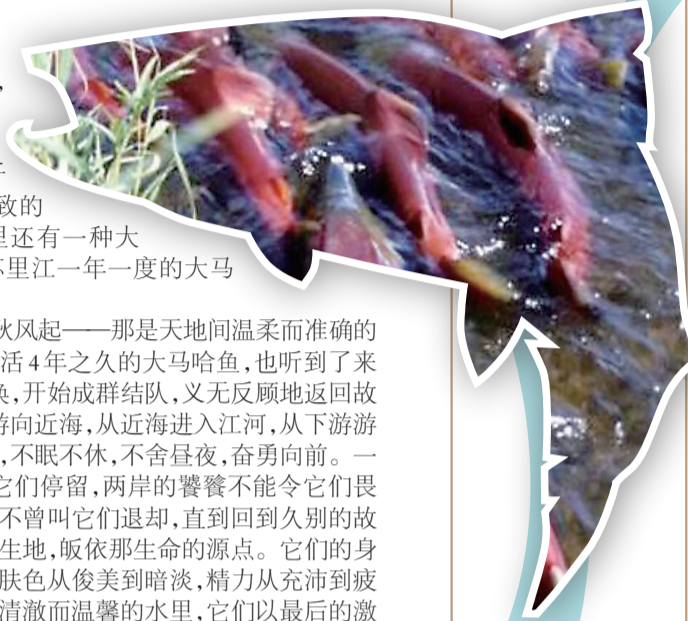 ,
致的
里还有一种大
苏里江一年一度的大马
秋风起——那是天地间温柔而准确的
活4年之久的大马哈鱼,也听到了来
唤,开始成群结队,义无反顾地返回故
游向近海,从近海进入江河,从下游游
,不眠不休,不舍昼夜,奋勇向前。一
它们停留,两岸的饕餮不能令它们畏
不曾叫它们退却,直到回到久别的故
生地,皈依那生命的源点。它们的身
肤色从俊美到暗淡,精力从充沛到疲
清澈而温馨的水里,它们以最后的激